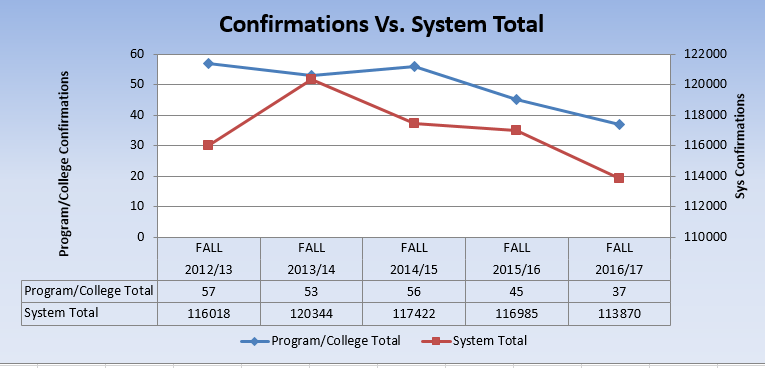 Confirmations Vs. System Total
Program/College Confirmations
60
50
40
30
20
10
0
122000
120000
118000
116000
114000
112000
110000
Sys Confirmations
FALL FALL FALL FALL FALL
2012/13 2013/14 2014/15 2015/16 2016/17
Program/College Total 57 53 56 45 37
System Total 116018 120344 117422 116985 113870
Program/College Total System Total